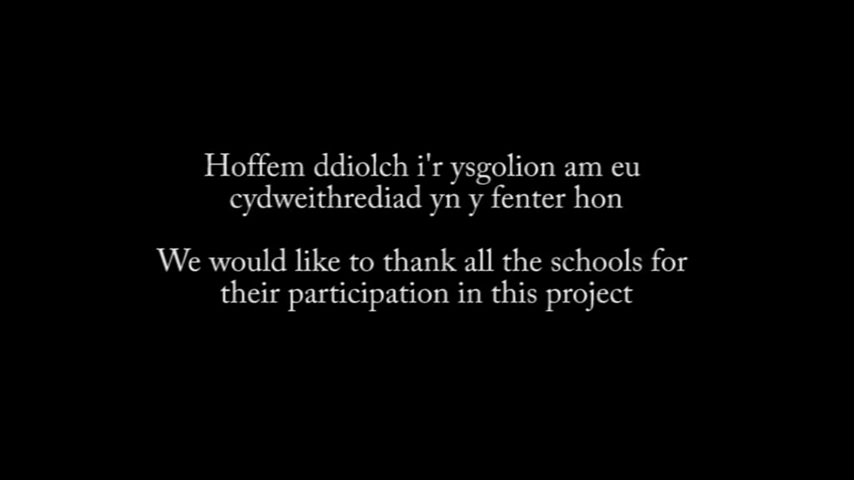 Hoffem ddiolch i'r ysgolion am eu
cydweithrediad yn y fenter hon
We would like to thank all the schools for
their participation in this project